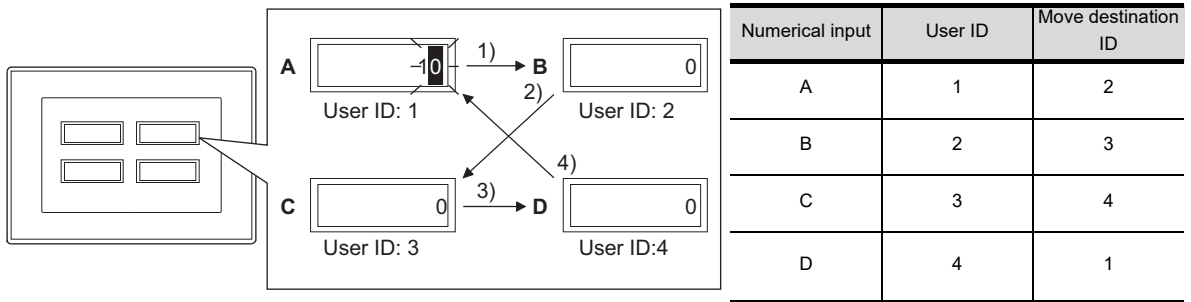 A
10
1)
B
0
2)
User ID: 1
User ID: 2
4)
C
0
3)
D
0
User ID: 3
User ID:4
Numerical input User ID Move destination ID
A 1 2
B 2 3
C 3 4
D 4 1